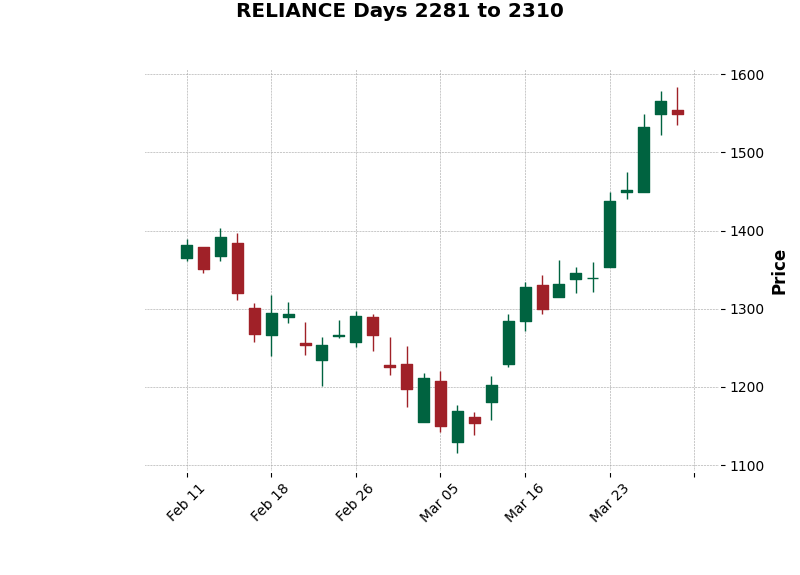 RELIANCE Days 2281 to 2310
1600
1500
1400
1300
1200
1100
Price
Feb 11
Feb 18
Feb 26
Mar 05
Mar 16
Mar 23